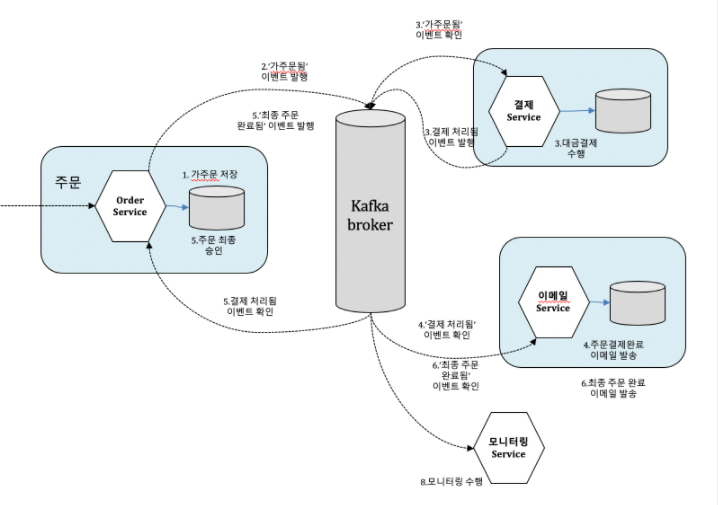 3.'가주문됨'
이벤트 확인
2.'가주문됨'
이벤트 발행
5.'최종 주문
완료됨' 이벤트 발행
결제
Service
3.결제 처리됨
이벤트 발행
3.대금결제
수행
주문
1. 가주문 저장
Order
Service
5.주문 최종
승인
Kafka
broker
이메일
Service
5.결제 처리됨
이벤트 확인
4.'결제 처리됨'
이벤트 확인
4.주문결제완료
이메일 발송
6.'최종 주문
완료됨'
이벤트 확인
6.최종 주문 완료
이메일 발송
모니터링
Service
8.모니터링 수행